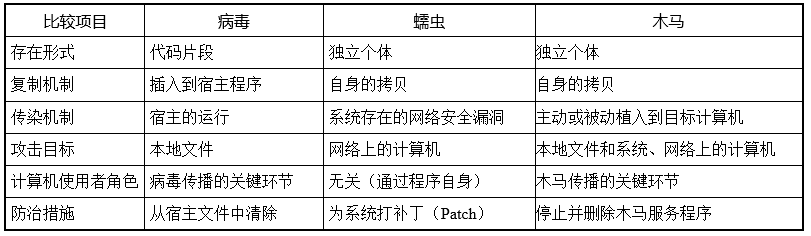 比较项目 病毒 蠕虫 木马
存在形式 代码片段 独立个体 独立个体
复制机制 插入到宿主程序 自身的拷贝 自身的拷贝
传染机制 宿主的运行 系统存在的网络安全漏洞 主动或被动植入到目标计算机
攻击目标 本地文件 网络上的计算机 本地文件和系统、网络上的计算机
计算机使用者角色 病毒传播的关键环节 无关（通过程序自身） 木马传播的关键环节
防治措施 从宿主文件中清除 为系统打补丁（Patch） 停止并删除木马服务程序